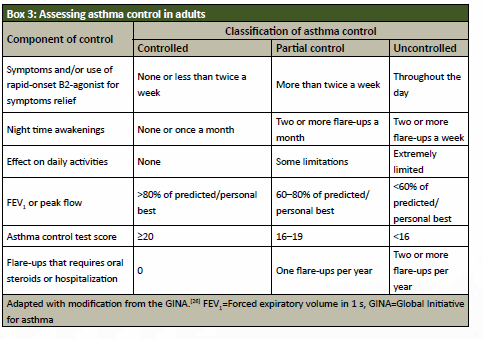 Box 3: Assessing asthma control in adults
Component of control
Classification of asthma control
Controlled
Partial control
Uncontrolled
Symptoms and/or use of
rapid-onset B2-agonist for
symptoms relief
None or less than twice a
week
More than twice a week
Throughout the
day
Night time awakenings
None or once a month
Two or more flare-ups a
month
Two or more
flare-ups a week
Effect on daily activities
None
Some limitations
Extremely
limited
FEV1 or peak flow
>80% of predicted/personal
best
60–80% of predicted/
personal best
<60% of
predicted/
personal best
Asthma control test score
≥20
16–19
<16
Flare-ups that requires oral
steroids or hospitalization
0
One flare-ups per year
Two or more
flare-ups per
year
Adapted with modification from the GINA.[26] FEV1=Forced expiratory volume in 1 s, GINA=Global Initiative
for asthma